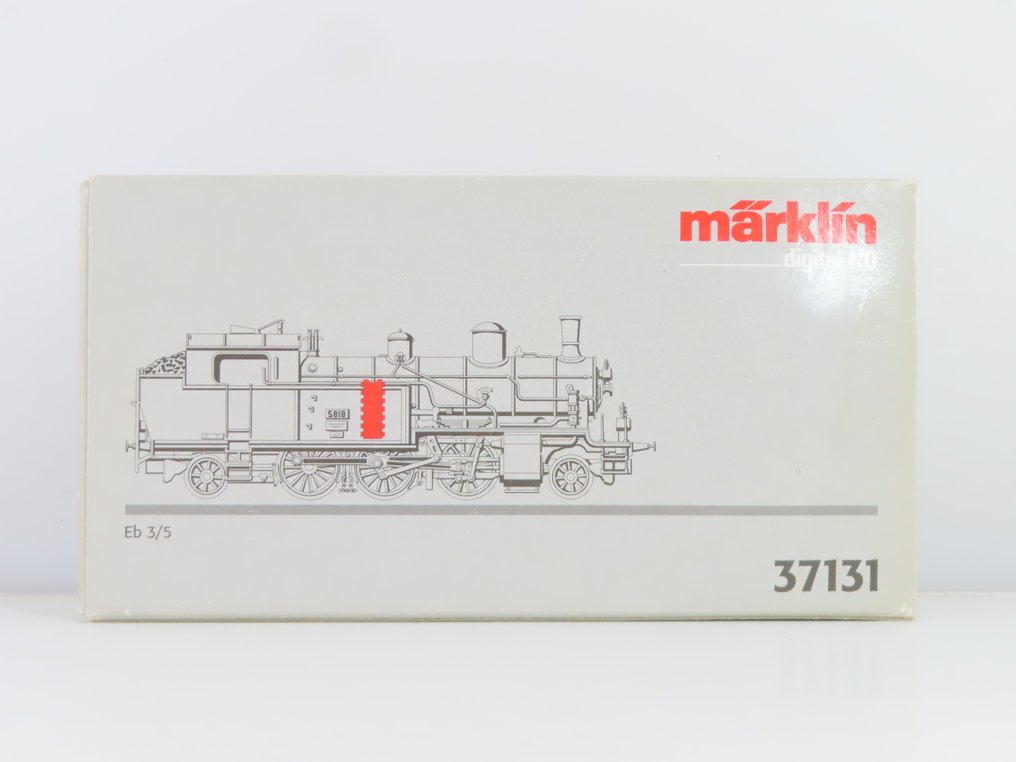 märklin
digital H0
5818
Eb 3/5
37131